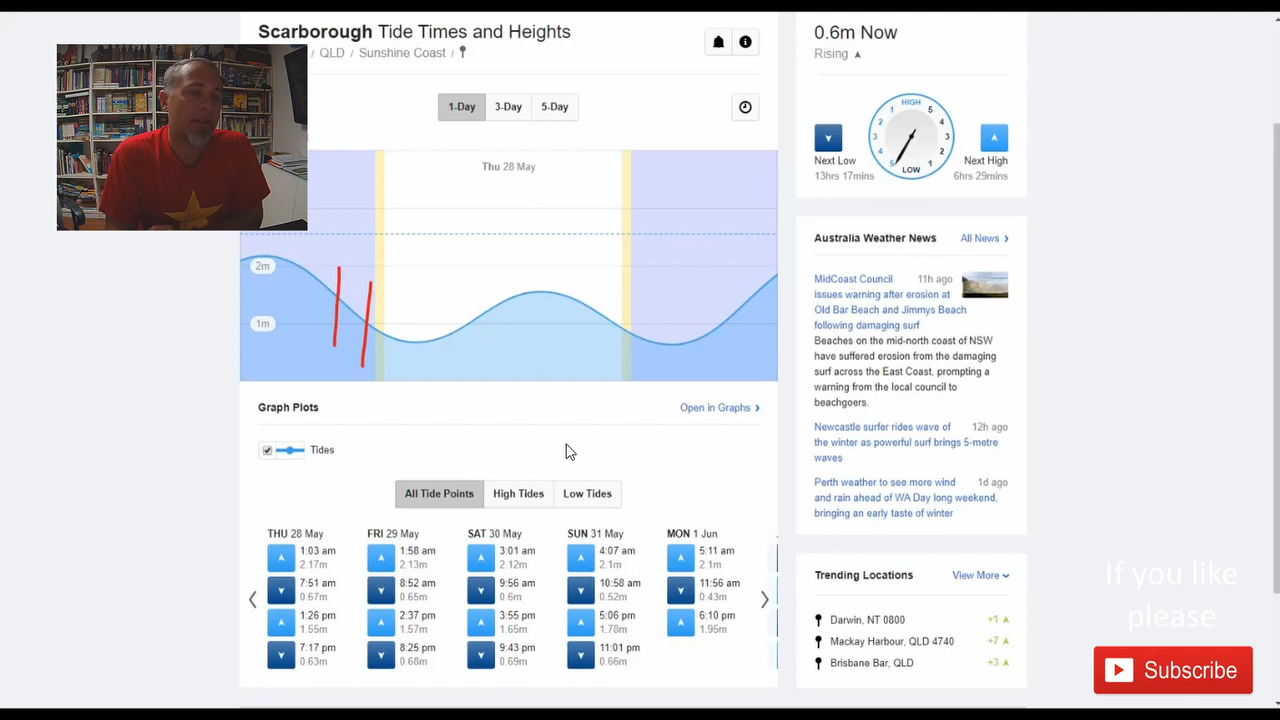 Scarborough Tide Times and Heights
/ QLD / Sunshine Coast /
1-Day
3-Day
5-Day
Thu 28 May
2m
1m
Graph Plots
Open in Graphs
Tides
All Tide Points
High Tides
Low Tides
THU 28 May
1:03 am
2.17m
7:51 am
0.67m
1:26 pm
1.55m
7:17 pm
0.63m
FRI 29 May
1:58 am
2.13m
8:52 am
0.65m
2:37 pm
1.57m
8:25 pm
0.68m
SAT 30 May
3:01 am
2.12m
9:56 am
0.6m
3:55 pm
1.65m
9:43 pm
0.69m
SUN 31 May
4:07 am
2.1m
10:58 am
0.52m
5:06 pm
1.78m
11:01 pm
0.66m
MON 1 Jun
5:11 am
2.1m
11:56 am
0.43m
6:10 pm
1.95m
0.6m Now
Rising
HIGH
1 5
2 4
3 3
4 2
5 1
LOW
Next Low
13hrs 17mins
Next High
6hrs 29mins
Australia Weather News
All News
MidCoast Council 11h ago
issues warning after erosion at
Old Bar Beach and Jimmys Beach
following damaging surf
Beaches on the mid-north coast of NSW
have suffered erosion from the damaging
surf across the East Coast, prompting a
warning from the local council to
beachgoers.
Newcastle surfer rides wave of 12h ago
the winter as powerful surf brings 5-metre
waves
Perth weather to see more wind 1d ago
and rain ahead of WA Day long weekend,
bringing an early taste of winter
Trending Locations
View More
Darwin, NT 0800 +1
Mackay Harbour, QLD 4740 +7
Brisbane Bar, QLD +3
If you like
please
Subscribe